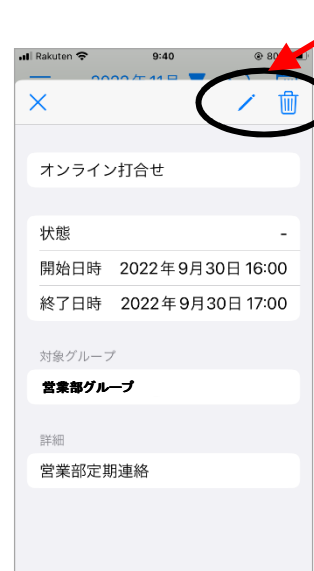 Rakuten 9:40
オンライン打合せ
状態 -
開始日時 2022年9月30日 16:00
終了日時 2022年9月30日 17:00
対象グループ
営業部グループ
詳細
営業部定期連絡